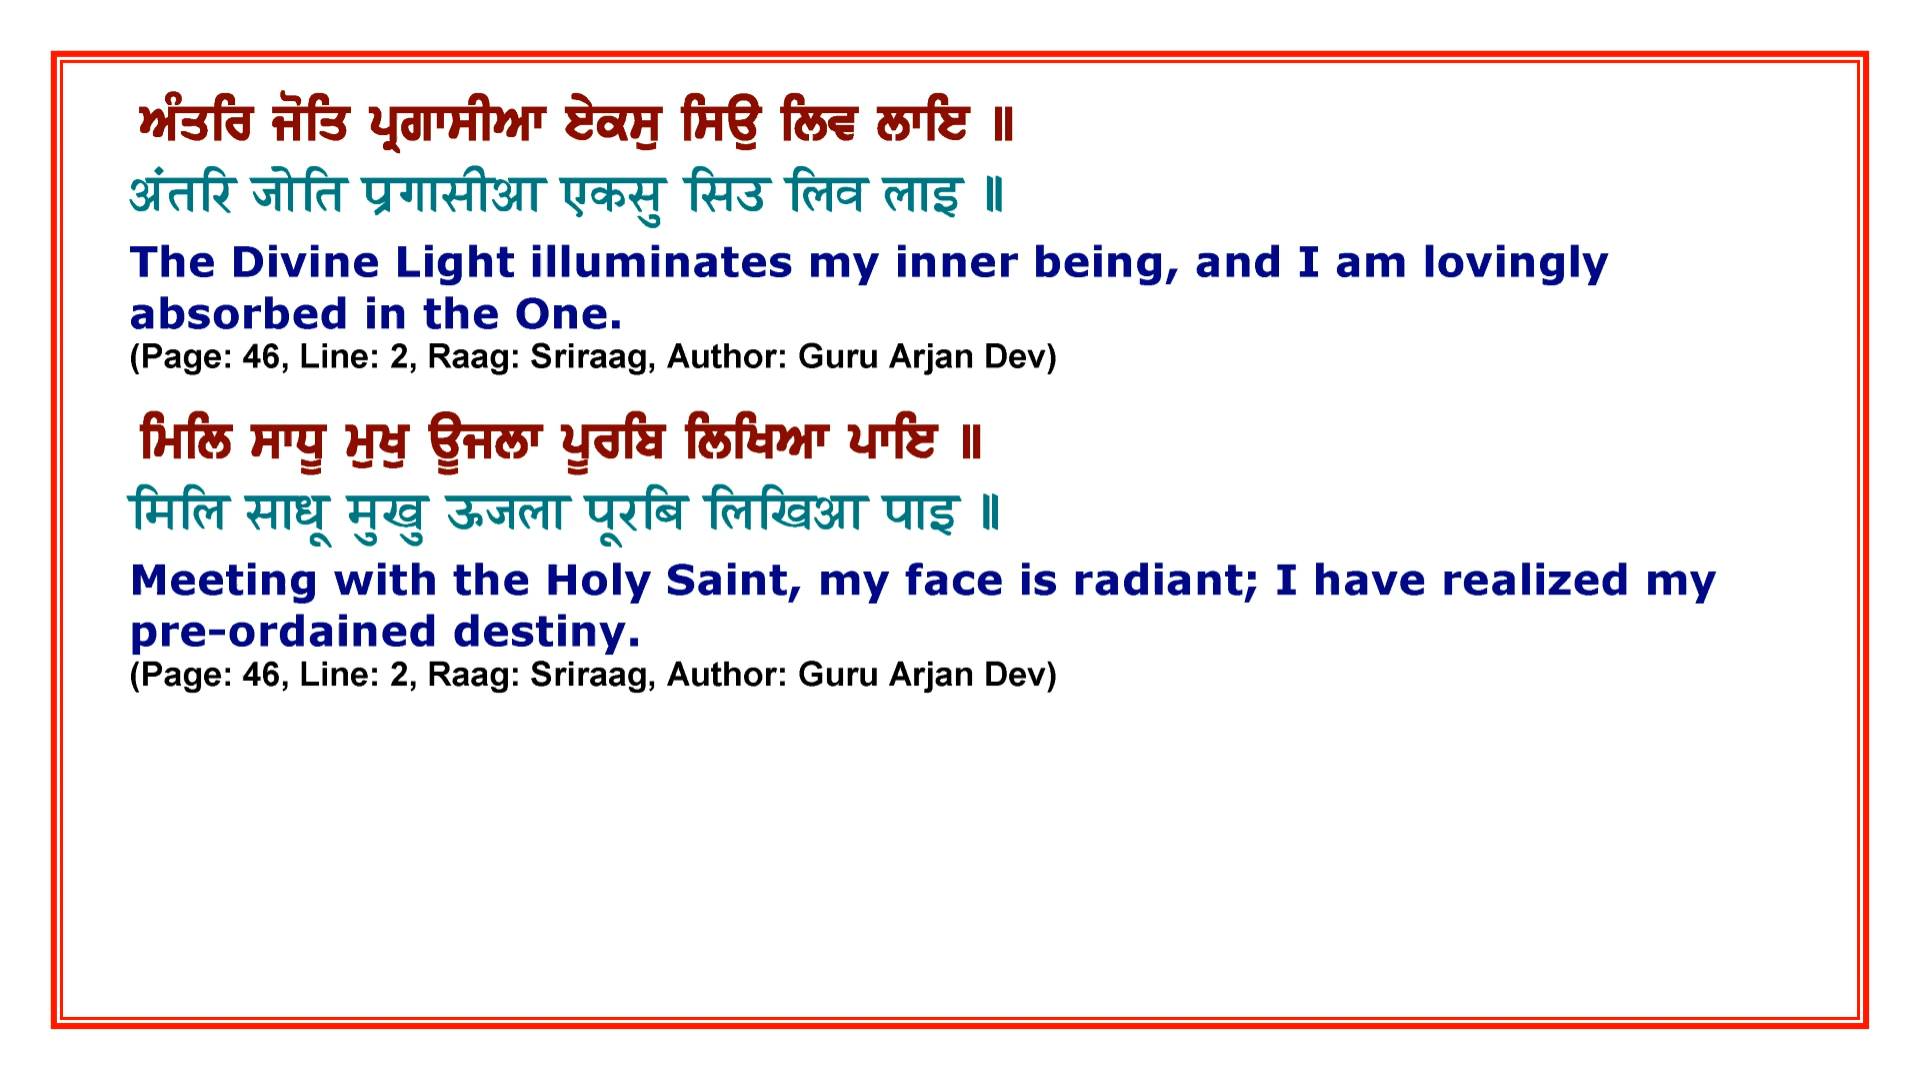 ਅੰਤਰਿ ਜੋਤਿ ਪ੍ਰਗਾਸੀਆ ਏਕਸੁ ਸਿਉ ਲਿਵ ਲਾਇ ॥
अंतरि जोति प्रगासीआ एकसु सिउ लिव लाइ ॥
The Divine Light illuminates my inner being, and I am lovingly
absorbed in the One.
(Page: 46, Line: 2, Raag: Sriraag, Author: Guru Arjan Dev)
ਮਿਲਿ ਸਾਧੂ ਮੁਖੁ ਊਜਲਾ ਪੂਰਬਿ ਲਿਖਿਆ ਪਾਇ ॥
मिलि साधू मुखु ऊजला पूरबि लिखिआ पाइ ॥
Meeting with the Holy Saint, my face is radiant; I have realized my
pre-ordained destiny.
(Page: 46, Line: 2, Raag: Sriraag, Author: Guru Arjan Dev)